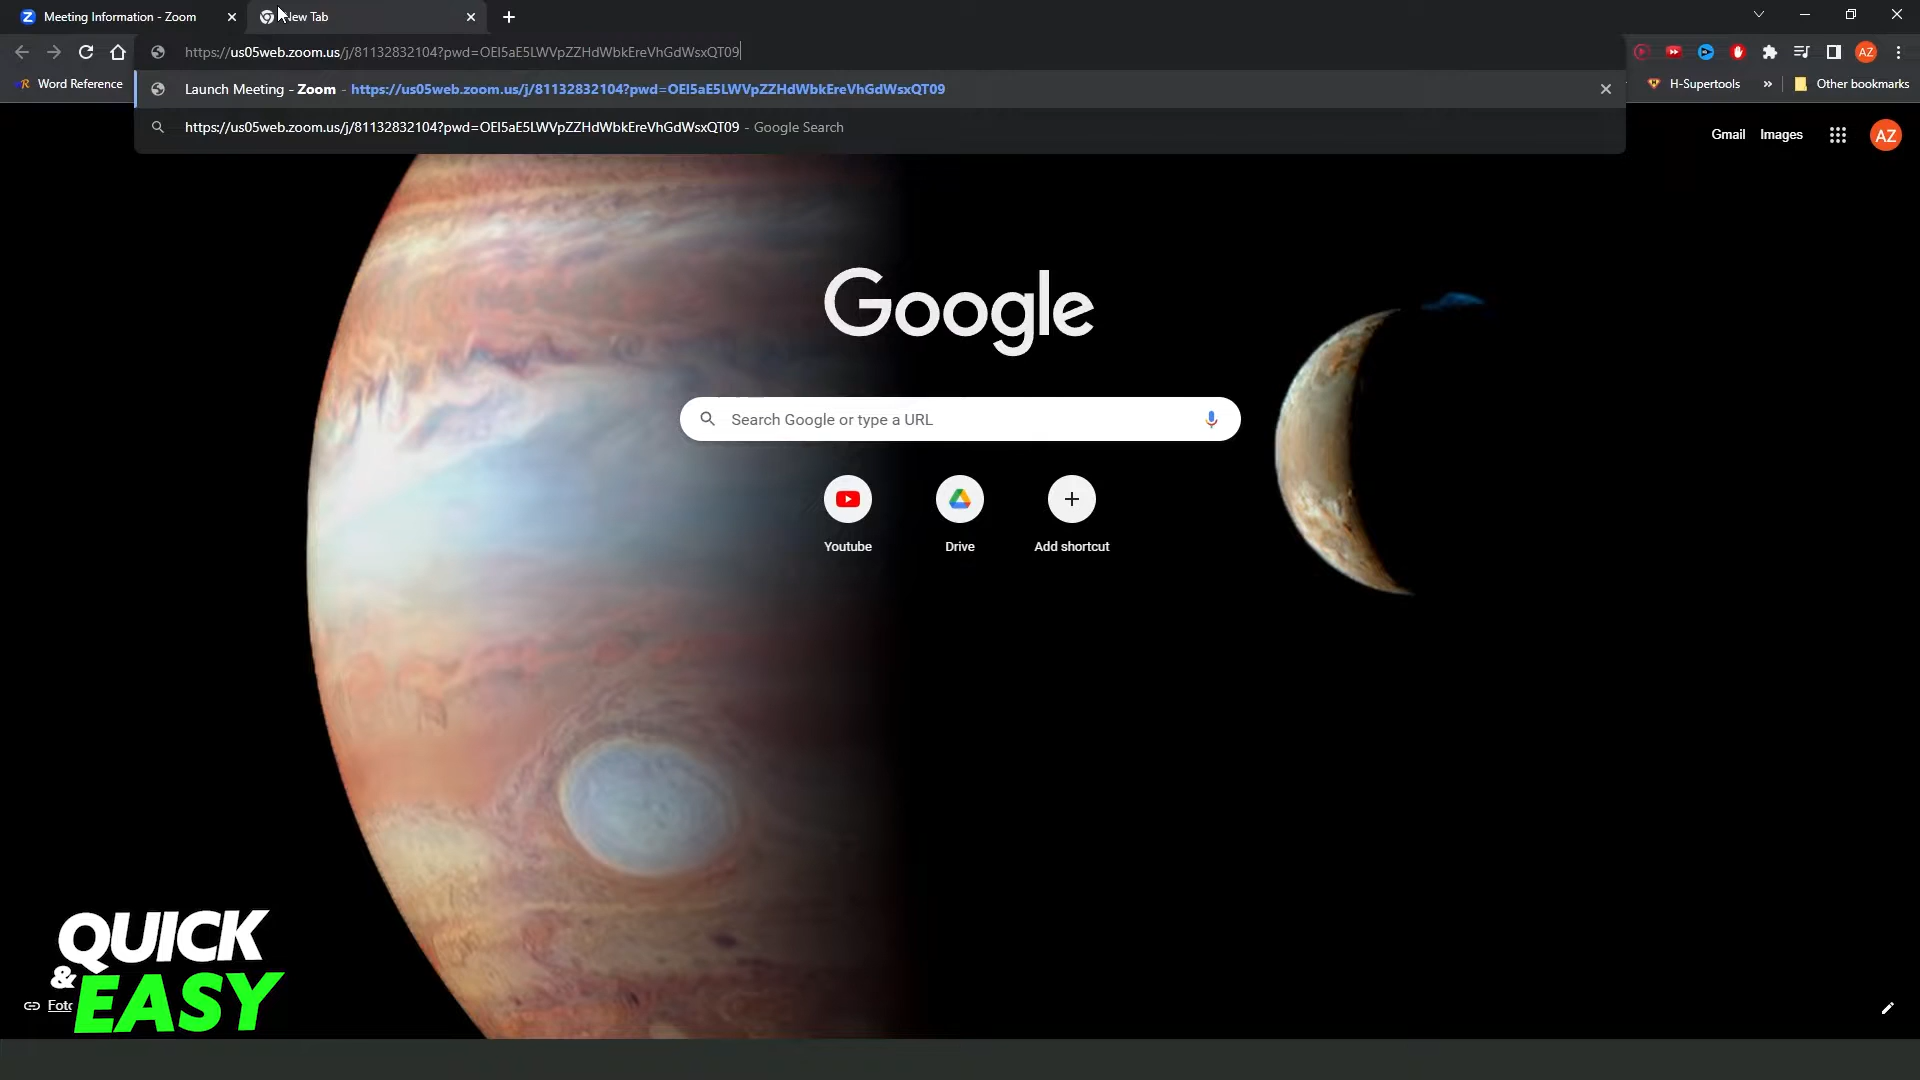 Meeting Information - Zoom
New Tab
https://us05web.zoom.us/j/81132832104?pwd=OEI5aE5LWVpZZHdWbkEreVhGdWsxQT09
Word Reference
Launch Meeting - Zoom - https://us05web.zoom.us/j/81132832104?pwd=OEI5aE5LWVpZZHdWbkEreVhGdWsxQT09
H-Supertools
Other bookmarks
https://us05web.zoom.us/j/81132832104?pwd=OEI5aE5LWVpZZHdWbkEreVhGdWsxQT09 - Google Search
Gmail
Images
AZ
AZ
Google
Search Google or type a URL
Youtube
Drive
Add shortcut
QUICK
& EASY